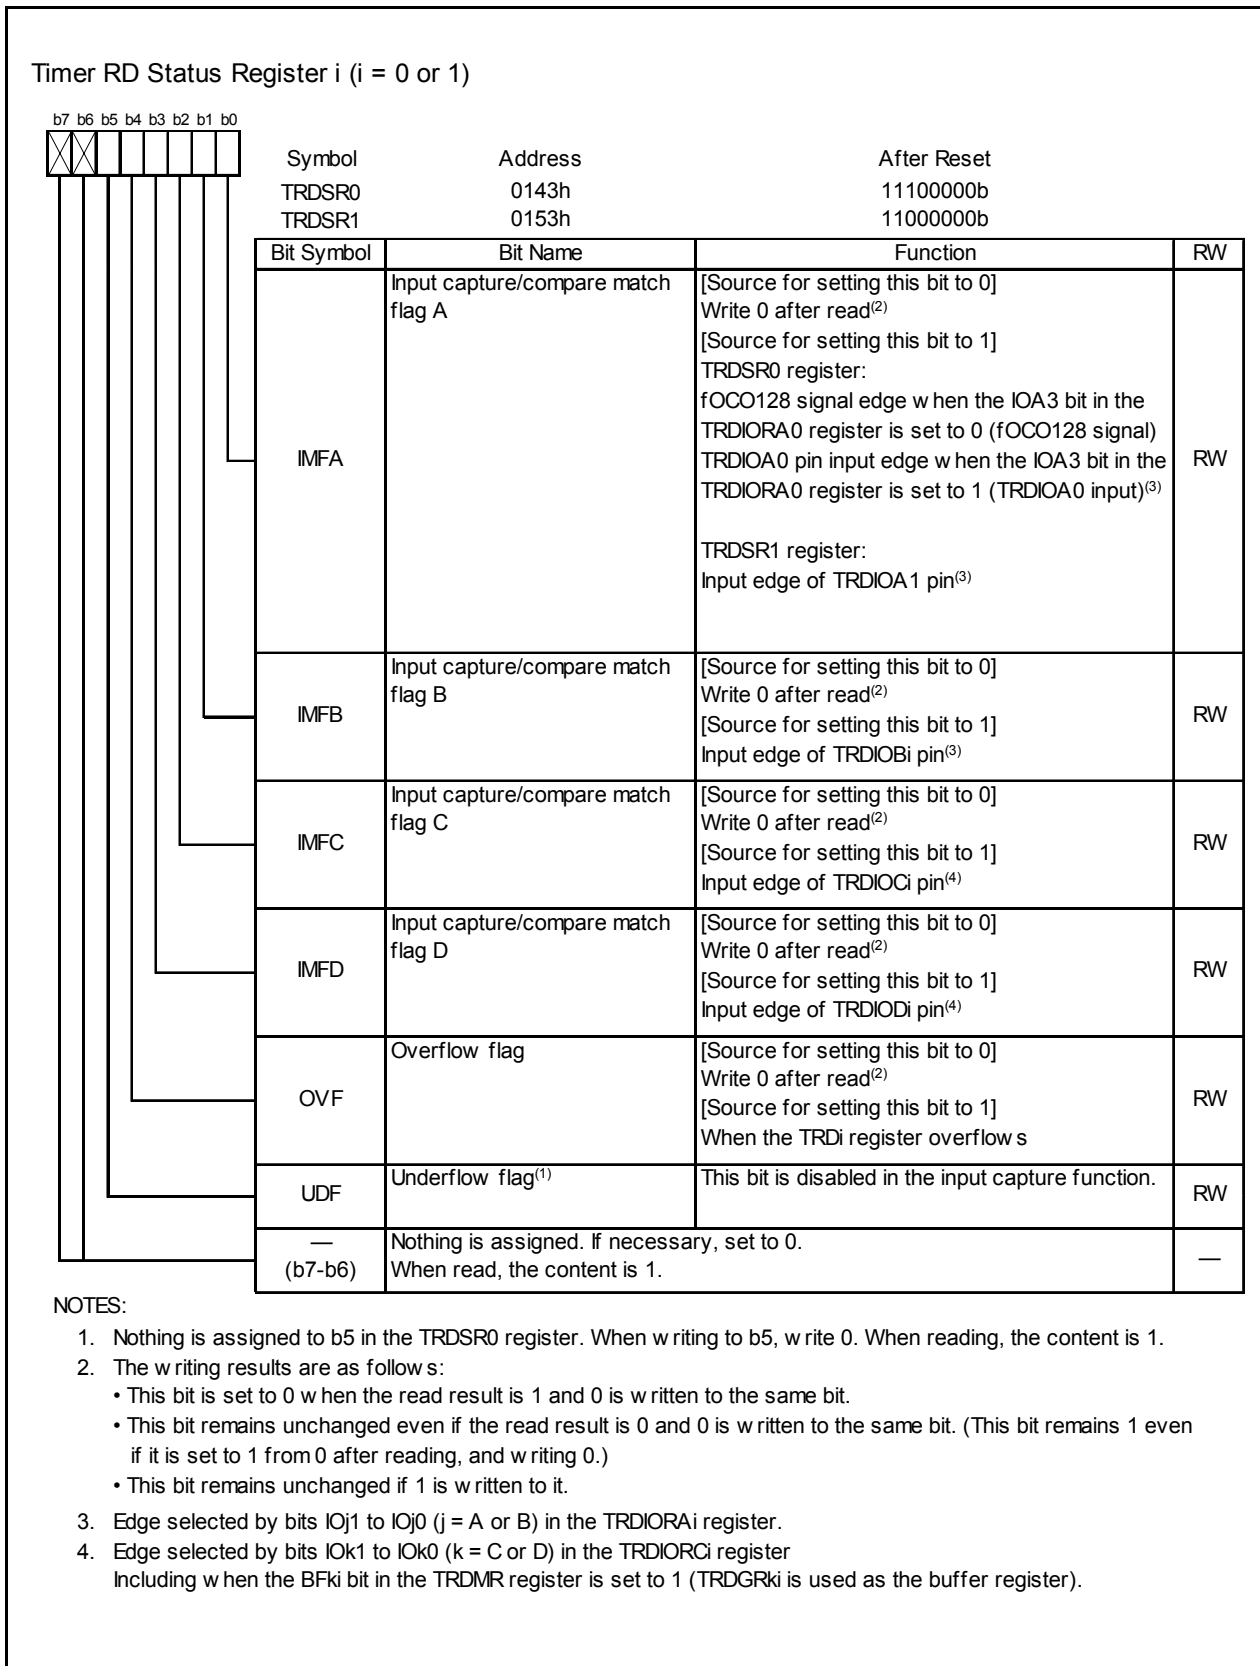 Timer RD Status Register i (i = 0 or 1)
b7 b6 b5 b4 b3 b2 b1 b0
Symbol Address After Reset
TRDSR0 0143h 11100000b
TRDSR1 0153h 11000000b
Bit Symbol Bit Name Function RW
IMFA
Input capture/compare match
flag A
[Source for setting this bit to 0]
Write 0 after read(2)
[Source for setting this bit to 1]
TRDSR0 register:
fOCO128 signal edge when the IOA3 bit in the
TRDIORA0 register is set to 0 (fOCO128 signal)
TRDIOA0 pin input edge when the IOA3 bit in the
TRDIORA0 register is set to 1 (TRDIOA0 input)(3)
TRDSR1 register:
Input edge of TRDIOA1 pin(3)
RW
IMFB
Input capture/compare match
flag B
[Source for setting this bit to 0]
Write 0 after read(2)
[Source for setting this bit to 1]
Input edge of TRDIOBi pin(3)
RW
IMFC
Input capture/compare match
flag C
[Source for setting this bit to 0]
Write 0 after read(2)
[Source for setting this bit to 1]
Input edge of TRDIOCi pin(4)
RW
IMFD
Input capture/compare match
flag D
[Source for setting this bit to 0]
Write 0 after read(2)
[Source for setting this bit to 1]
Input edge of TRDIODi pin(4)
RW
OVF
Overflow flag
[Source for setting this bit to 0]
Write 0 after read(2)
[Source for setting this bit to 1]
When the TRDi register overflows
RW
UDF
Underflow flag(1)
This bit is disabled in the input capture function.
RW
—
(b7-b6)
Nothing is assigned. If necessary, set to 0.
When read, the content is 1.
—
NOTES:
1. Nothing is assigned to b5 in the TRDSR0 register. When writing to b5, write 0. When reading, the content is 1.
2. The writing results are as follows:
• This bit is set to 0 when the read result is 1 and 0 is written to the same bit.
• This bit remains unchanged even if the read result is 0 and 0 is written to the same bit. (This bit remains 1 even
if it is set to 1 from 0 after reading, and writing 0.)
• This bit remains unchanged if 1 is written to it.
3. Edge selected by bits IOj1 to IOj0 (j = A or B) in the TRDIORAi register.
4. Edge selected by bits IOk1 to IOk0 (k = C or D) in the TRDIORCi register
Including when the BFki bit in the TRDMR register is set to 1 (TRDGRki is used as the buffer register).